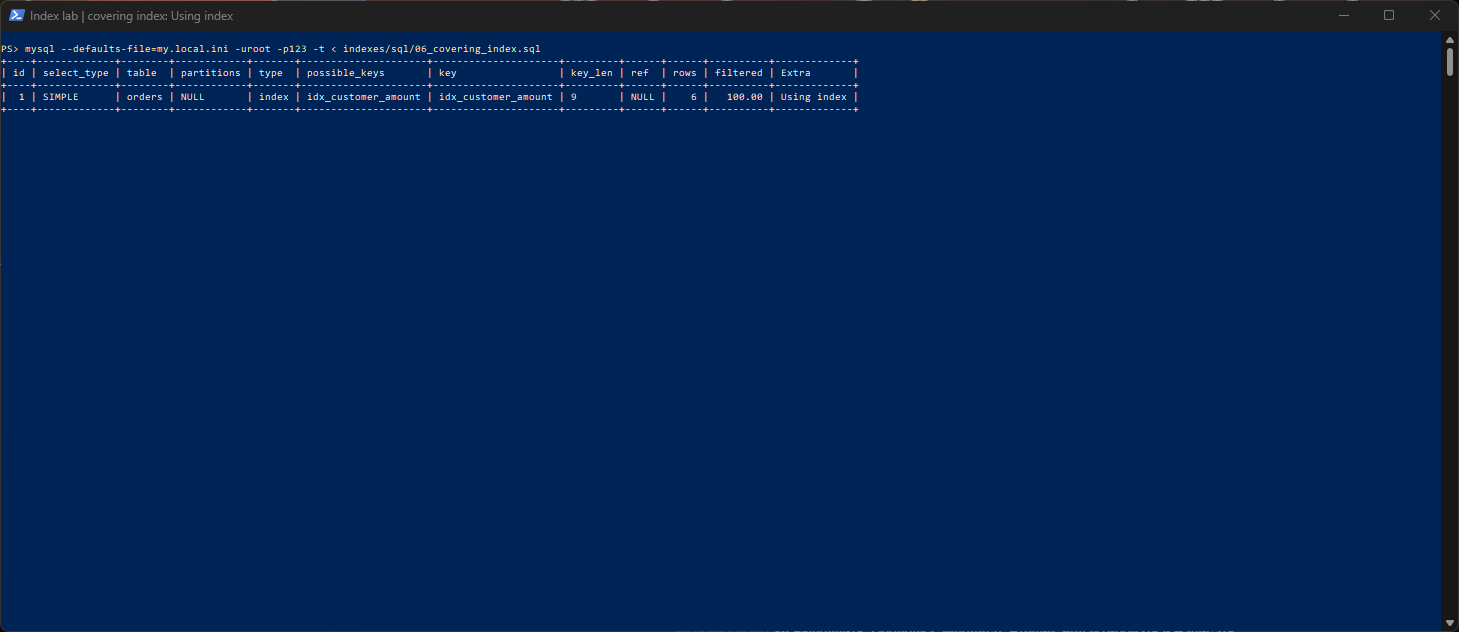 Index lab | covering index: Using index
PS> mysql --defaults-file=my.local.ini -uroot -p123 -t < indexes/sql/06_covering_index.sql
+----+-------------+--------+------------+-------+---------------------+---------------------+---------+------+------+----------+-------------+
| id | select_type | table  | partitions | type  | possible_keys       | key                 | key_len | ref  | rows | filtered | Extra       |
+----+-------------+--------+------------+-------+---------------------+---------------------+---------+------+------+----------+-------------+
|  1 | SIMPLE      | orders | NULL       | index | idx_customer_amount | idx_customer_amount | 9       | NULL |    6 |   100.00 | Using index |
+----+-------------+--------+------------+-------+---------------------+---------------------+---------+------+------+----------+-------------+